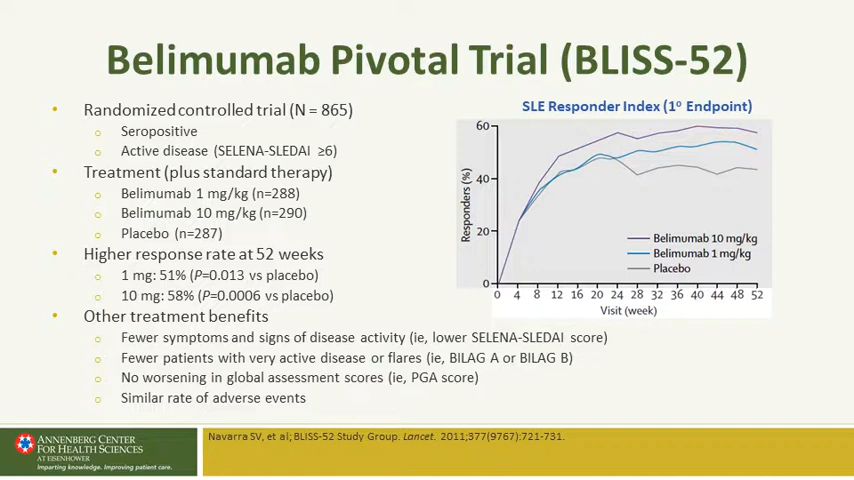 Belimumab Pivotal Trial (BLISS-52)
• Randomized controlled trial (N = 865)
o Seropositive
o Active disease (SELENA-SLEDAI ≥6)
• Treatment (plus standard therapy)
o Belimumab 1 mg/kg (n=288)
o Belimumab 10 mg/kg (n=290)
o Placebo (n=287)
• Higher response rate at 52 weeks
o 1 mg: 51% (P=0.013 vs placebo)
o 10 mg: 58% (P=0.0006 vs placebo)
• Other treatment benefits
o Fewer symptoms and signs of disease activity (ie, lower SELENA-SLEDAI score)
o Fewer patients with very active disease or flares (ie, BILAG A or BILAG B)
o No worsening in global assessment scores (ie, PGA score)
o Similar rate of adverse events
SLE Responder Index (1° Endpoint)
60
40
20
0
Responders (%)
Belimumab 10 mg/kg
Belimumab 1 mg/kg
Placebo
0 4 8 12 16 20 24 28 32 36 40 44 48 52
Visit (week)
ANNENBERG CENTER
FOR HEALTH SCIENCES
AT EISENHOWER
Imparting knowledge. Improving patient care.
Navarra SV, et al; BLISS-52 Study Group. Lancet. 2011;377(9767):721-731.